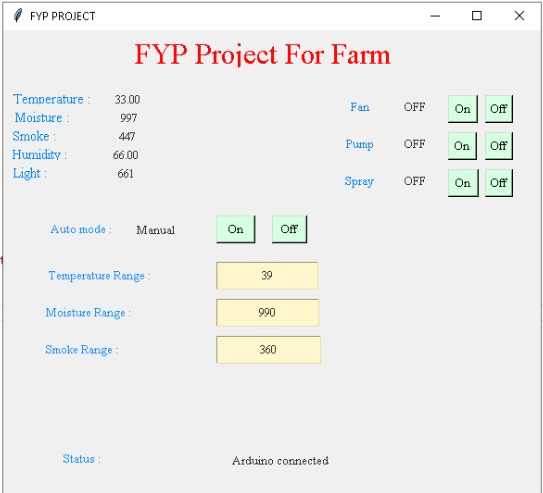 FYP PROJECT
FYP Project For Farm
Temperature : 33.00
Moisture : 997
Smoke : 447
Humidity : 66.00
Light : 661
Fan OFF On Off
Pump OFF On Off
Spray OFF On Off
Auto mode : Manual On Off
Temperature Range : 39
Moisture Range : 990
Smoke Range : 360
Status : Arduino connected